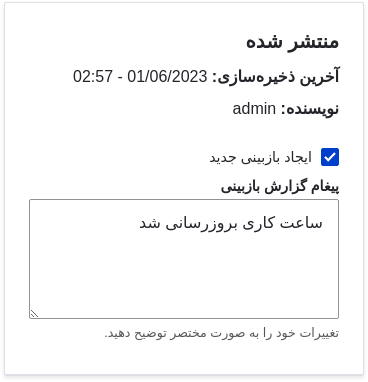 منتشر شده
آخرین ذخیره‌سازی: 01/06/2023 - 02:57
نویسنده: admin
ایجاد بازبینی جدید
پیغام گزارش بازبینی
ساعت کاری بروزرسانی شد
تغییرات خود را به صورت مختصر توضیح دهید.